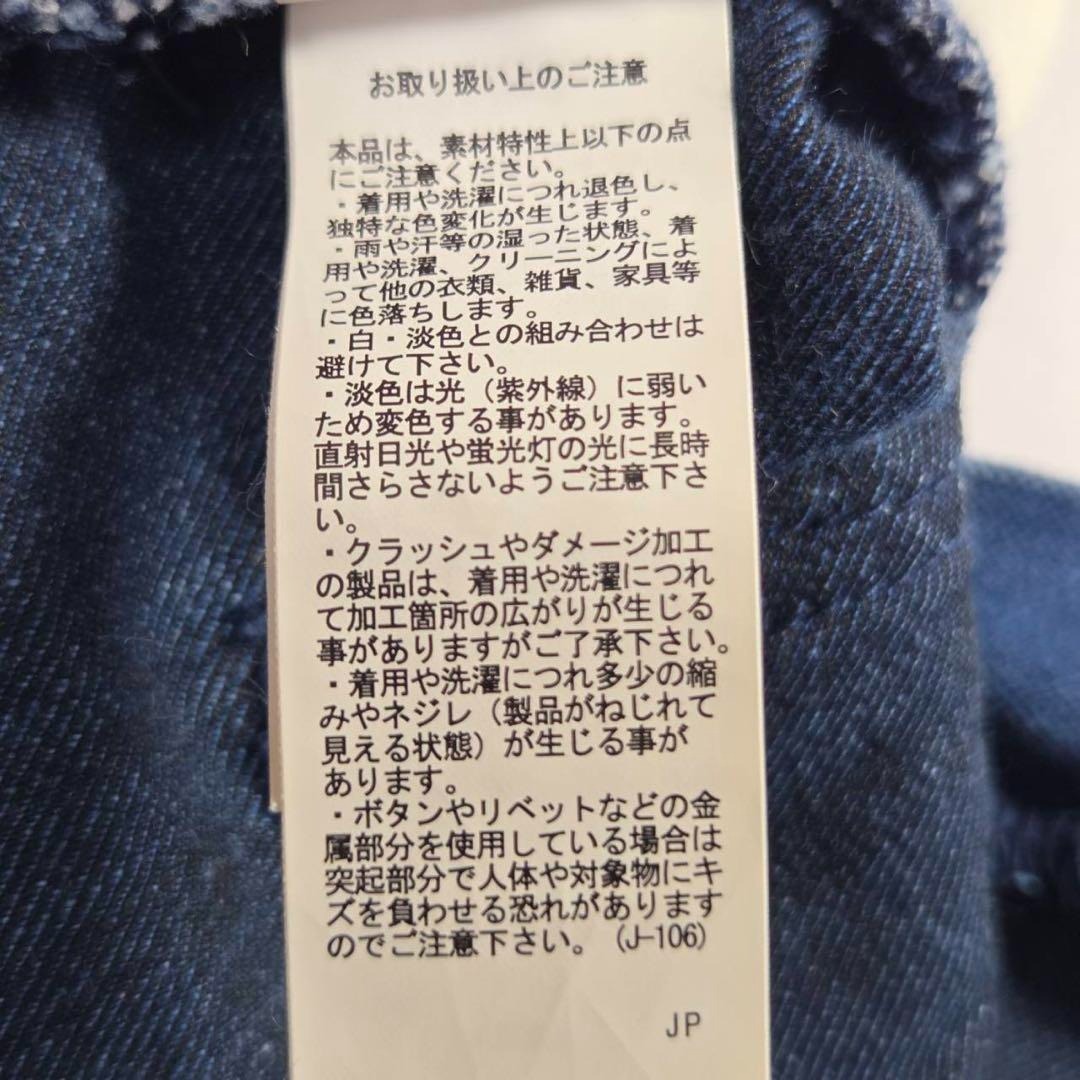 お取り扱い上のご注意
本品は、素材特性上以下の点
にご注意ください。
・着用や洗濯につれ退色し、
独特な色変化が生じます。
・雨や汗等の湿った状態、着
用や洗濯、クリーニングによ
って他の衣類、雑貨、家具等
に色落ちします。
・白・淡色との組み合わせは
避けて下さい。
・淡色は光（紫外線）に弱い
ため変色する事があります。
直射日光や蛍光灯の光に長時
間さらさないようご注意下さ
い。
・クラッシュやダメージ加工
の製品は、着用や洗濯につれ
て加工箇所の広がりが生じる
事がありますがご了承下さい。
・着用や洗濯につれ多少の縮
みやネジレ（製品がねじれて
見える状態）が生じる事が
あります。
・ボタンやリベットなどの金
属部分を使用している場合は
突起部分で人体や対象物にキ
ズを負わせる恐れがあります
のでご注意下さい。（J-106）
JP